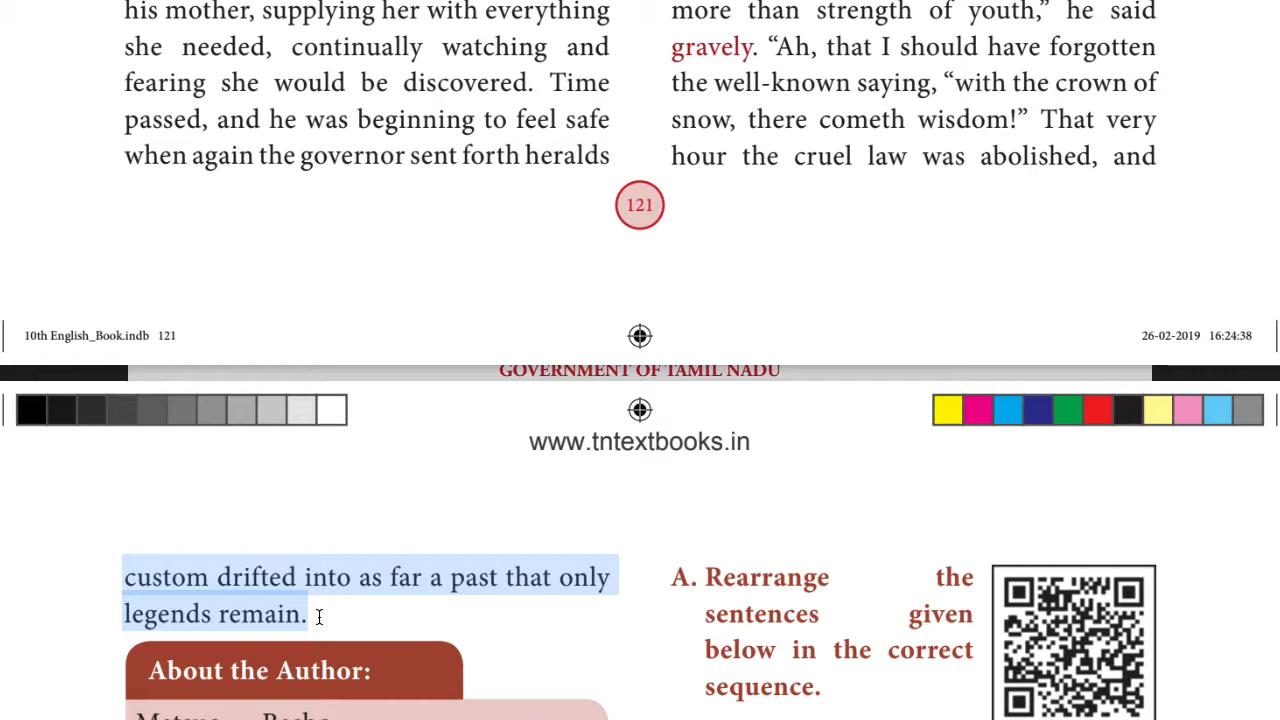 his mother, supplying her with everything
she needed, continually watching and
fearing she would be discovered. Time
passed, and he was beginning to feel safe
when again the governor sent forth heralds
more than strength of youth,” he said
gravely. “Ah, that I should have forgotten
the well-known saying, “with the crown of
snow, there cometh wisdom!” That very
hour the cruel law was abolished, and
121
10th English_Book.indb 121
26-02-2019 16:24:38
GOVERNMENT OF TAMIL NADU
www.tntextbooks.in
custom drifted into as far a past that only
legends remain.
About the Author:
A. Rearrange the
sentences given
below in the correct
sequence.